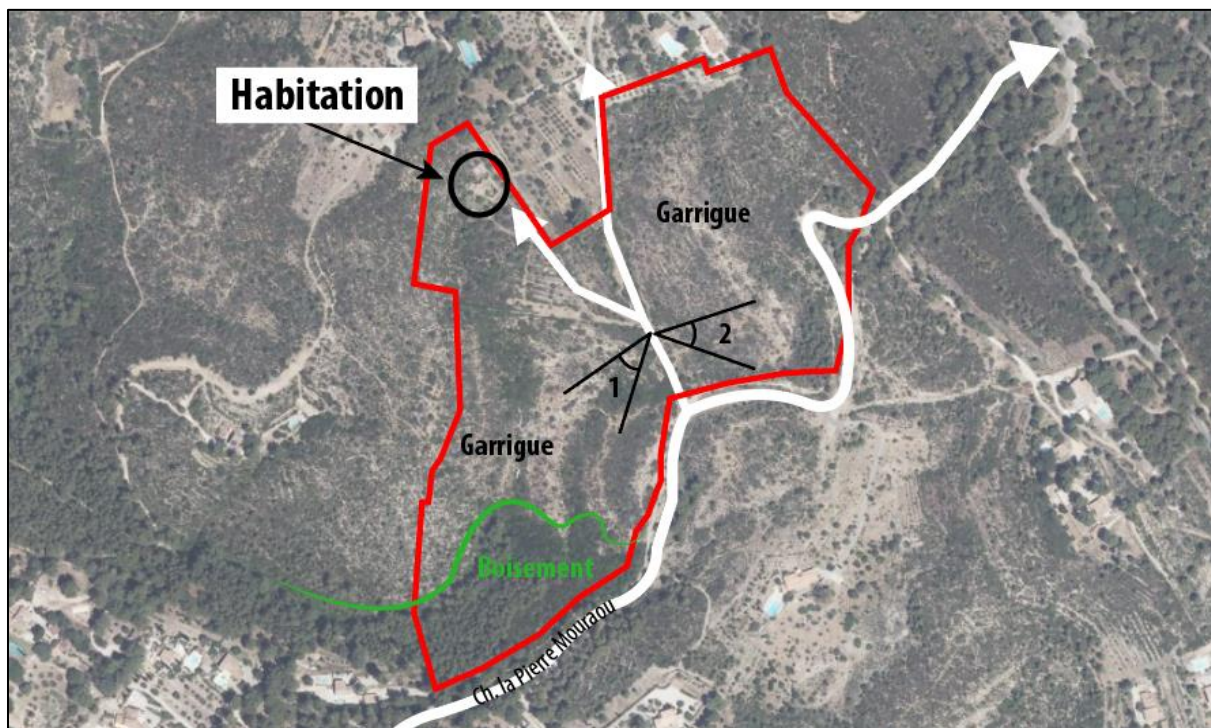 Habitation
Garrigue
2
1
Garrigue
Boisement
Ch. la Pierre Mouraou